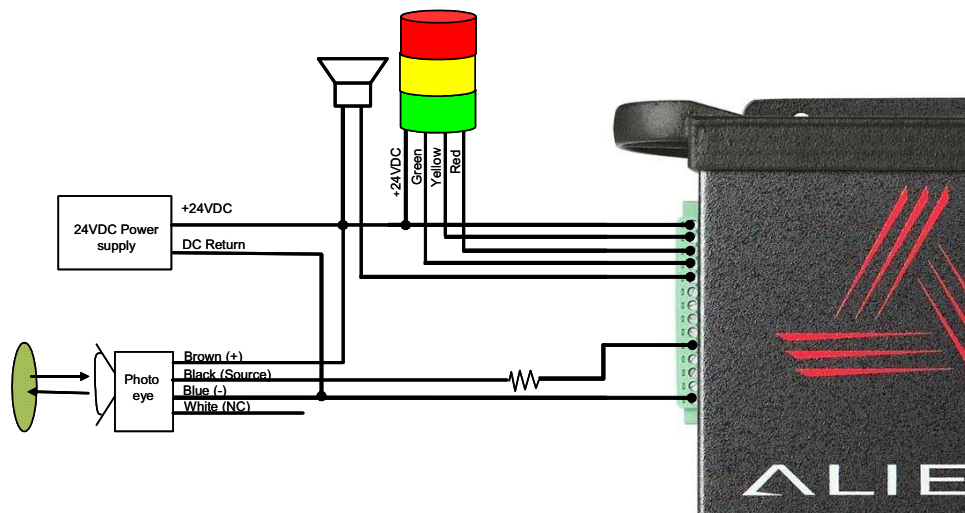 +24VDC
Green
Yellow
Red
24VDC Power
supply
+24VDC
DC Return
Photo
eye
Brown (+)
Black (Source)
Blue (-)
White (NC)
ALIE